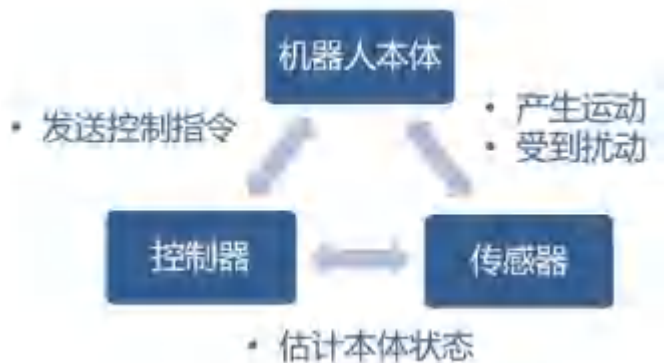 机器人本体
• 发送控制指令
• 产生运动
• 受到扰动
控制器
传感器
• 估计本体状态